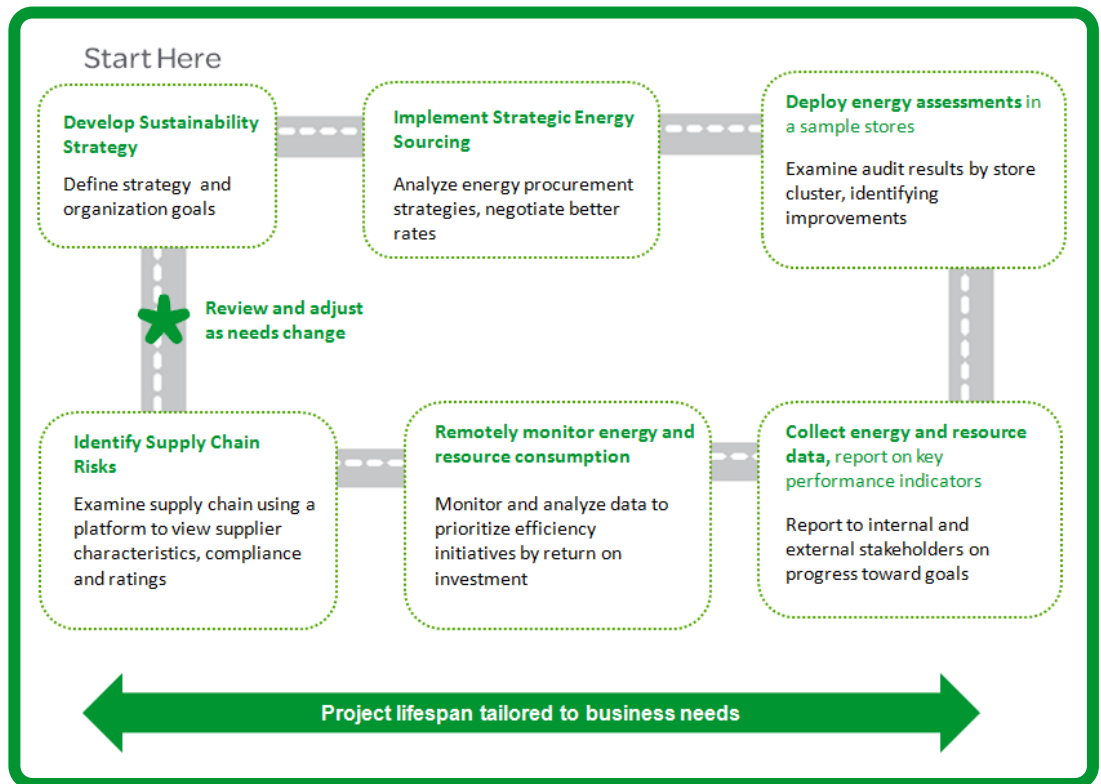 Start Here
Develop Sustainability
Strategy
Define strategy and
organization goals
Implement Strategic Energy
Sourcing
Analyze energy procurement
strategies, negotiate better
rates
Deploy energy assessments in
a sample stores
Examine audit results by store
cluster, identifying
improvements
Review and adjust
as needs change
Identify Supply Chain
Risks
Examine supply chain using a
platform to view supplier
characteristics, compliance
and ratings
Remotely monitor energy and
resource consumption
Monitor and analyze data to
prioritize efficiency
initiatives by return on
investment
Collect energy and resource
data, report on key
performance indicators
Report to internal and
external stakeholders on
progress toward goals
Project lifespan tailored to business needs